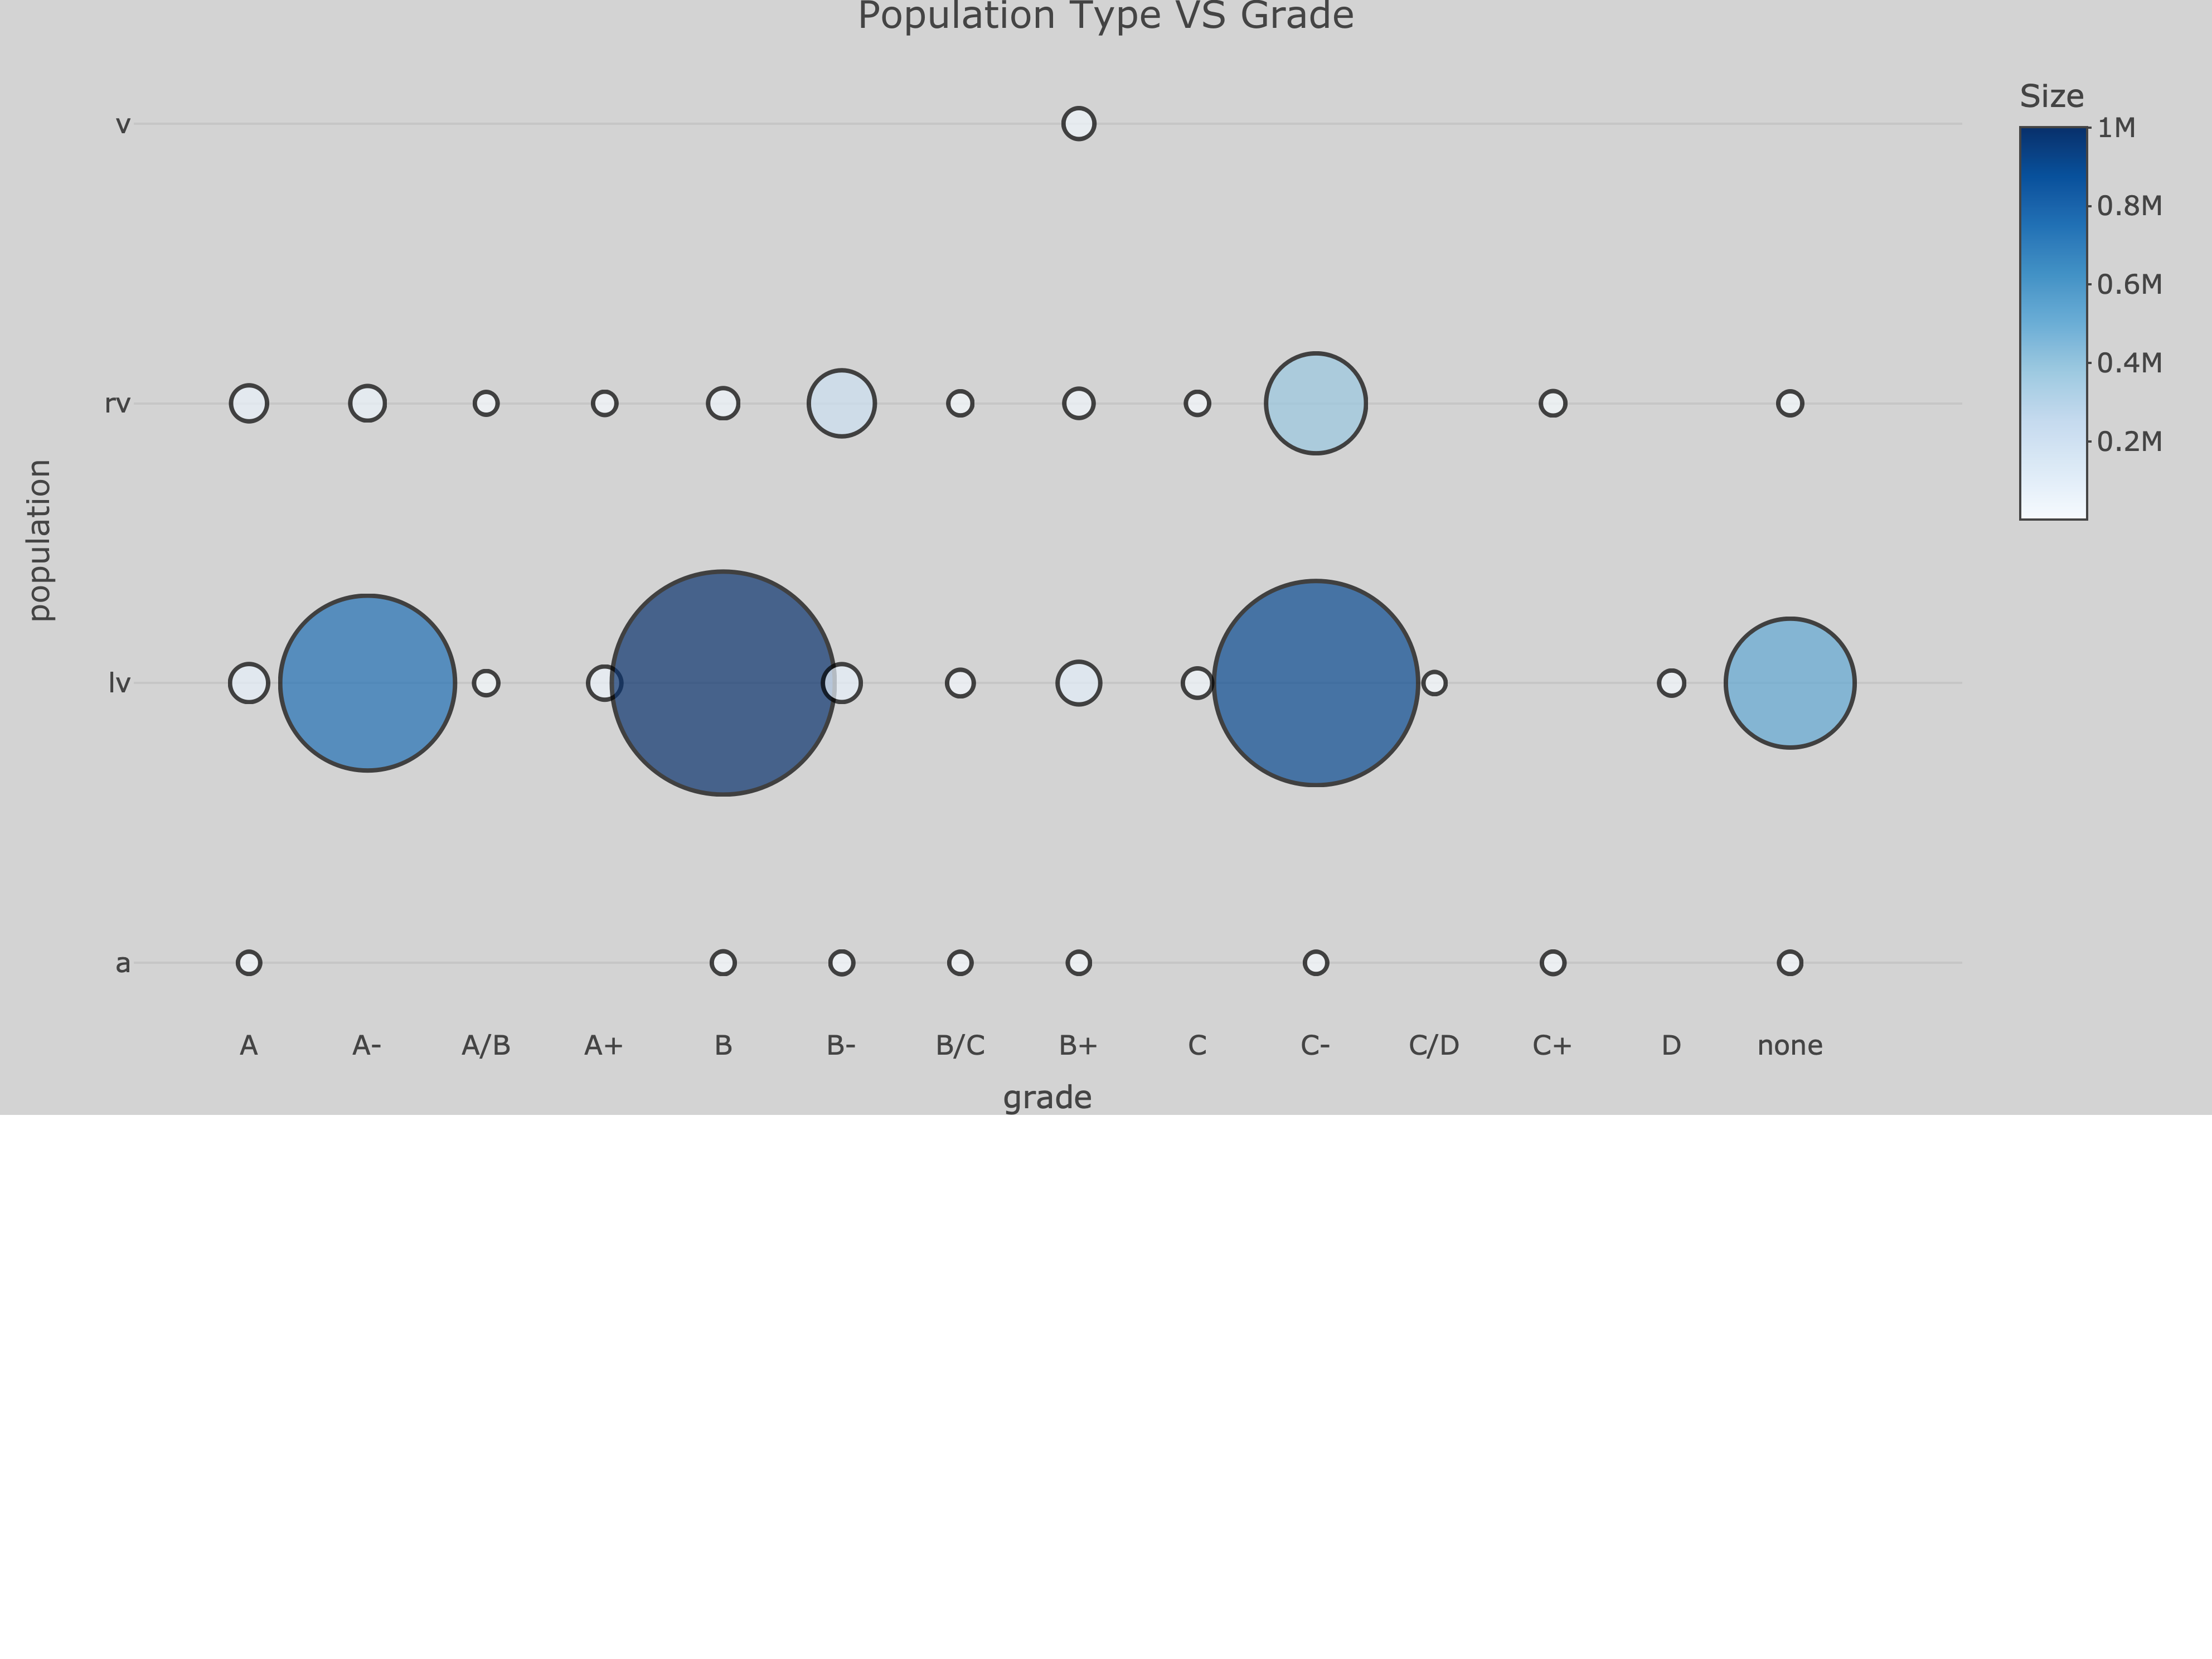 Population Type VS Grade
Size
1M
0.8M
0.6M
0.4M
0.2M
population
v
rv
lv
a
A A- A/B A+ B B- B/C B+ C C- C/D C+ D none
grade